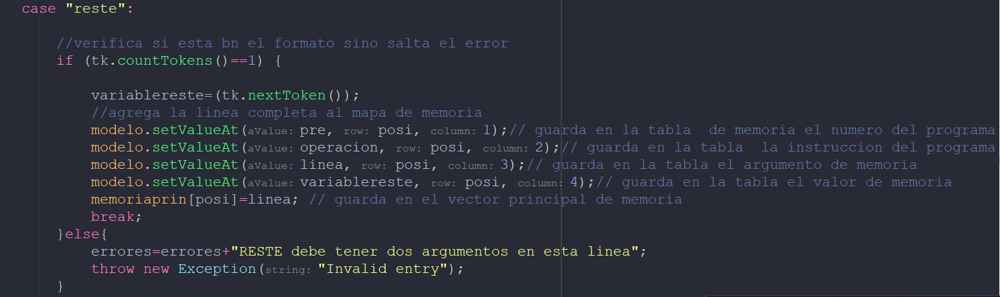 case "reste":
//verifica si esta bn el formato sino salta el error
if (tk.countTokens()==1) {
variablereste=(tk.nextToken());
//agrega la linea completa al mapa de memoria
modelo.setValueAt(aValue: pre, row: posi, column: 1);// guarda en la tabla  de memoria el numero del programa
modelo.setValueAt(aValue: operacion, row: posi, column: 2);// guarda en la tabla  la instruccion del programa
modelo.setValueAt(aValue: linea, row: posi, column: 3);// guarda en la tabla el argumento de memoria
modelo.setValueAt(aValue: variablereste, row: posi, column: 4);// guarda en la tabla el valor de memoria
memoriaprin[posi]=linea; // guarda en el vector principal de memoria
break;
}else{
errores=errores+"RESTE debe tener dos argumentos en esta linea";
throw new Exception(string: "Invalid entry");
}